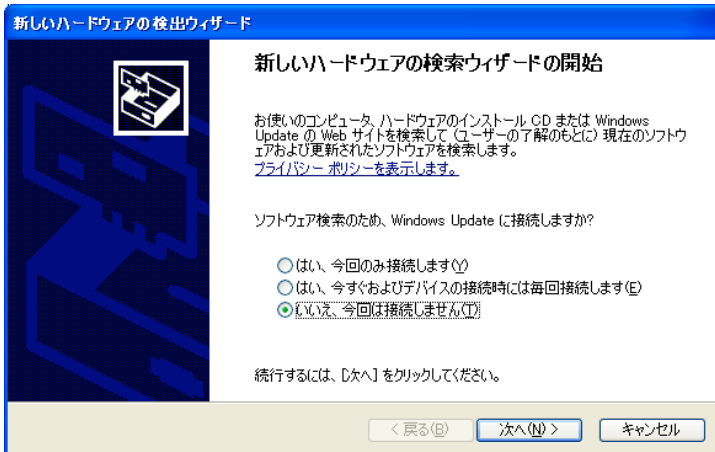 新しいハードウェアの検出ウィザード
新しいハードウェアの検索ウィザードの開始
お使いのコンピュータ、ハードウェアのインストール CD または Windows
Update の Web サイトを検索して (ユーザーの了解のもとに) 現在のソフトウ
ェアおよび更新されたソフトウェアを検索します。
プライバシー ポリシーを表示します。
ソフトウェア検索のため、Windows Update に接続しますか?
はい、今回のみ接続します(Y)
はい、今すぐおよびデバイスの接続時には毎回接続します(E)
いいえ、今回は接続しません(T)
続行するには、[次へ] をクリックしてください。
< 戻る(B)
次へ(N) >
キャンセル